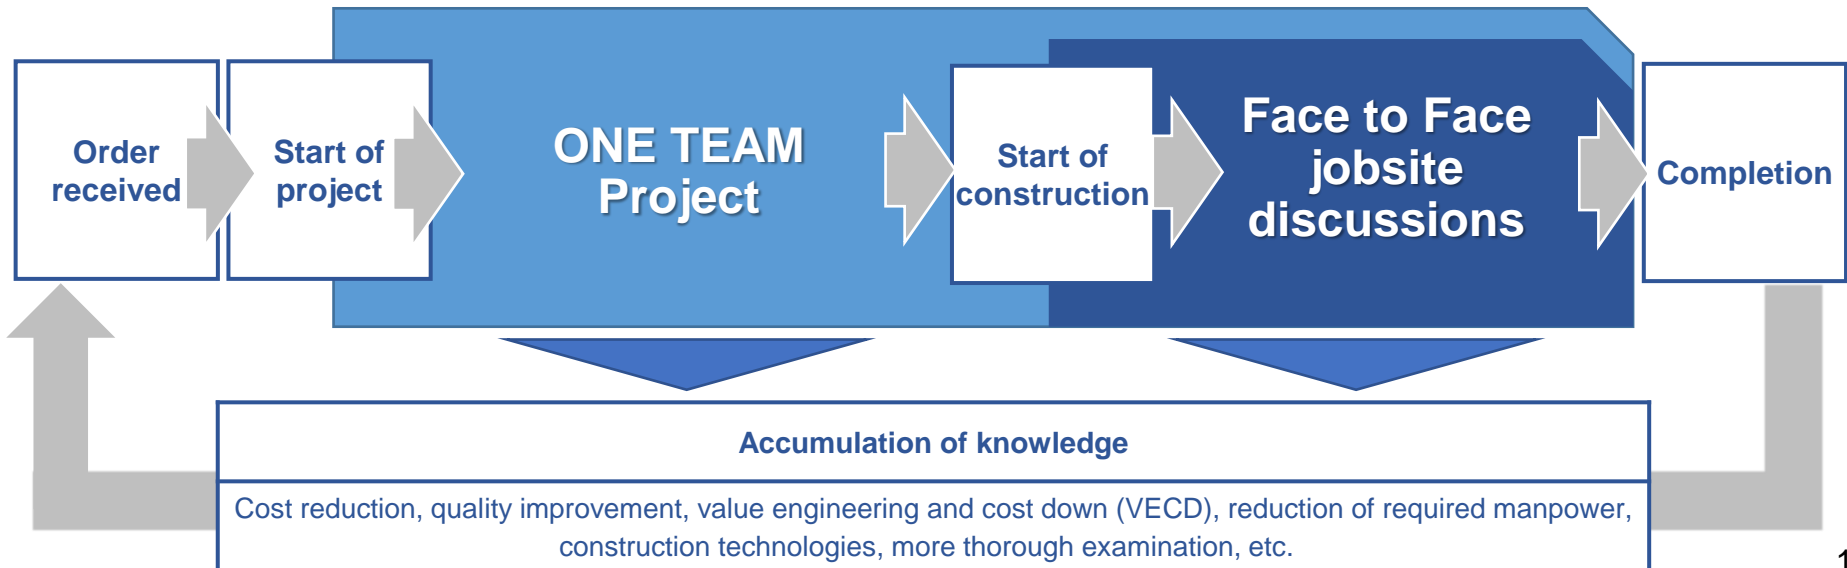 Order
received
Start of
project
ONE TEAM
Project
Start of
construction
Face to Face
jobsite
discussions
Completion
Accumulation of knowledge
Cost reduction, quality improvement, value engineering and cost down (VECD), reduction of required manpower,
construction technologies, more thorough examination, etc.
1